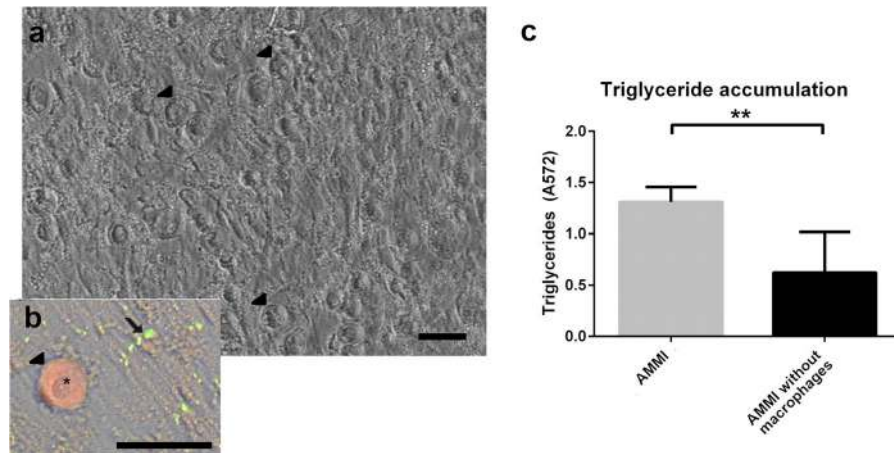 a
b
*
c
Triglyceride accumulation
**
Triglycerides (A572)
2.0
1.5
1.0
0.5
0.0
AMMI
AMMI without
macrophages